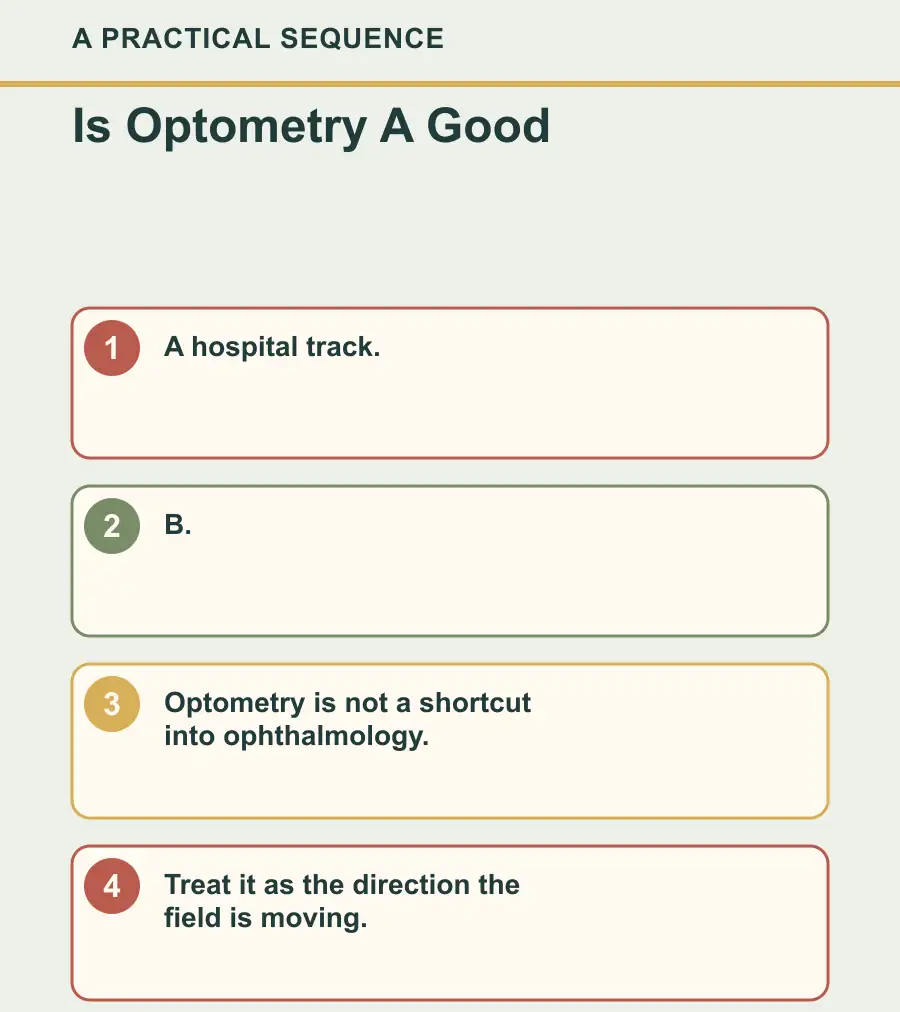 A PRACTICAL SEQUENCE
Is Optometry A Good
1
A hospital track.
2
B.
3
Optometry is not a shortcut
into ophthalmology.
4
Treat it as the direction the
field is moving.